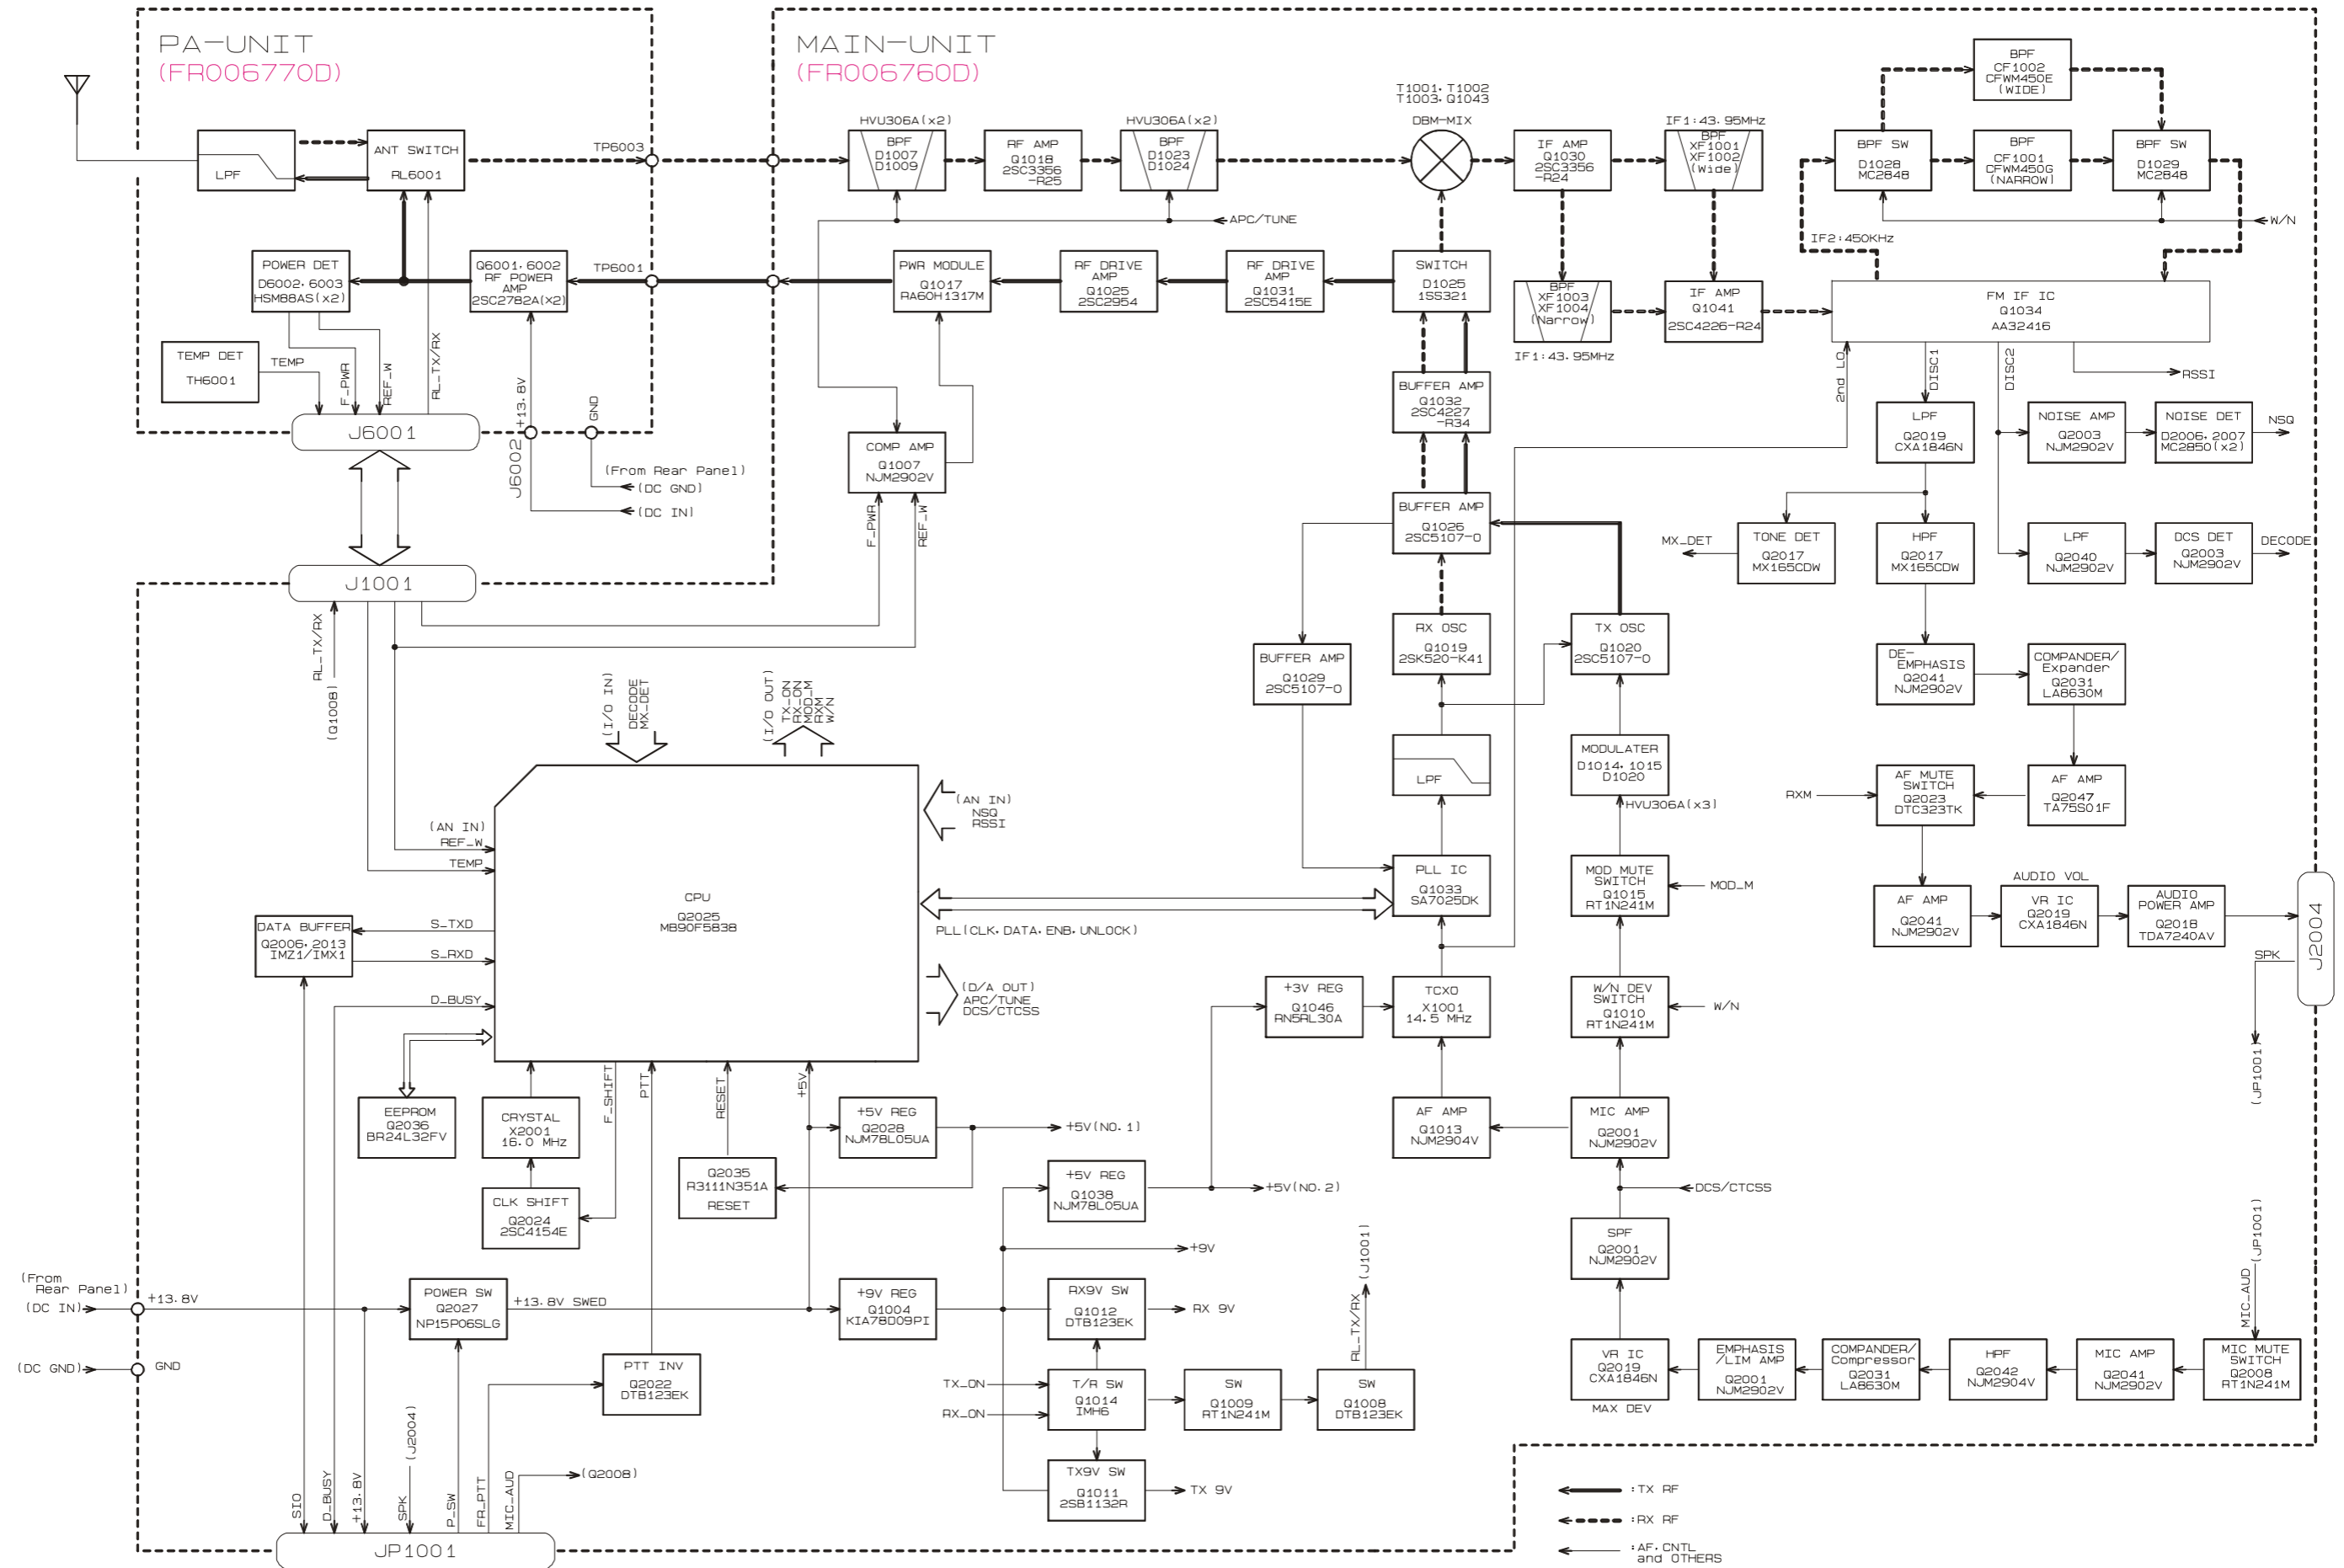 PA-UNIT
(FR006770D)
MAIN-UNIT
(FR006760D)
LPF
ANT SWITCH
RL6001
TP6003
HVU306A(x2)
BPF
D1007
D1009
RF AMP
Q1018
2SC3356
-R25
HVU306A(x2)
BPF
D1023
D1024
T1001, T1002
T1003, Q1043
DBM-MIX
IF AMP
Q1030
2SC3356
-R24
IF1:43.95MHz
BPF
XF1001
XF1002
(Wide)
BPF
CF1002
CFWM450E
(WIDE)
BPF SW
D1028
MC2848
BPF
CF1001
CFWM450G
(NARROW)
BPF SW
D1029
MC2848
APC/TUNE
W/N
IF2:450KHz
POWER DET
D6002, 6003
HSM88AS(x2)
Q6001, 6002
RF POWER
AMP
2SC2782A(x2)
TP6001
PWR MODULE
Q1017
RA60H1317M
RF DRIVE
AMP
Q1025
2SC2954
RF DRIVE
AMP
Q1031
2SC5415E
SWITCH
D1025
1SS321
BPF
XF1003
XF1004
(Narrow)
IF1:43.95MHz
IF AMP
Q1041
2SC4226-R24
FM IF IC
Q1034
AA32416
TEMP DET
TH6001
TEMP
F_PWR
REF_W
RL_TX/RX
+13.8V
GND
J6001
J6002
(From Rear Panel)
(DC GND)
(DC IN)
COMP AMP
Q1007
NJM2902V
F_PWR
REF_W
BUFFER AMP
Q1032
2SC4227
-R34
2nd LO
DISC1
DISC2
RSSI
LPF
Q2019
CXA1846N
NOISE AMP
Q2003
NJM2902V
NOISE DET
D2006, 2007
MC2850(x2)
NSQ
BUFFER AMP
Q1026
2SC5107-O
MX_DET
TONE DET
Q2017
MX165CDW
HPF
Q2017
MX165CDW
LPF
Q2040
NJM2902V
DCS DET
Q2003
NJM2902V
DECODE
J1001
RL_TX/RX
(Q1008)
BUFFER AMP
Q1029
2SC5107-O
RX OSC
Q1019
2SK520-K41
TX OSC
Q1020
2SC5107-O
DE-
EMPHASIS
Q2041
NJM2902V
COMPANDER/
Expander
Q2031
LA8630M
(I/O IN)
DECODE
MX_DET
(I/O OUT)
TX_ON
RX_ON
MOD_M
RXM
W/N
LPF
MODULATER
D1014, 1015
D1020
HVU306A(x3)
RXM
AF MUTE
SWITCH
Q2023
DTC323TK
AF AMP
Q2047
TA75S01F
(AN IN)
NSQ
RSSI
(AN IN)
REF_W
TEMP
CPU
Q2025
MB90F5838
PLL IC
Q1033
SA7025DK
MOD MUTE
SWITCH
Q1015
RT1N241M
MOD_M
PLL(CLK, DATA, ENB, UNLOCK)
AF AMP
Q2041
NJM2902V
AUDIO VOL
VR IC
Q2019
CXA1846N
AUDIO
POWER AMP
Q2018
TDA7240AV
J2004
SPK
(JP1001)
DATA BUFFER
Q2006, 2013
IMZ1/IMX1
S_TXD
S_RXD
D_BUSY
(D/A OUT)
APC/TUNE
DCS/CTCSS
+3V REG
Q1046
RN5RL30A
TCXO
X1001
14.5 MHz
W/N DEV
SWITCH
Q1010
RT1N241M
W/N
EEPROM
Q2036
BR24L32FV
CRYSTAL
X2001
16.0 MHz
F_SHIFT
PTT
RESET
+5V
+5V REG
Q2028
NJM78L05UA
+5V(NO.1)
AF AMP
Q1013
NJM2904V
MIC AMP
Q2001
NJM2902V
CLK SHIFT
Q2024
2SC4154E
Q2035
R3111N351A
RESET
+5V REG
Q1038
NJM78L05UA
+5V(NO.2)
DCS/CTCSS
SPF
Q2001
NJM2902V
+9V
RL_TX/RX
(J1001)
MIC_AUD
(JP1001)
(From
Rear Panel)
(DC IN)
+13.8V
POWER SW
Q2027
NP15P06SLG
+13.8V SWED
+9V REG
Q1004
KIA78D09PI
RX9V SW
Q1012
DTB123EK
RX 9V
(DC GND)
GND
PTT INV
Q2022
DTB123EK
TX_ON
RX_ON
T/R SW
Q1014
IMH6
SW
Q1009
RT1N241M
SW
Q1008
DTB123EK
VR IC
Q2019
CXA1846N
MAX DEV
EMPHASIS
/LIM AMP
Q2001
NJM2902V
COMPANDER/
Compressor
Q2031
LA8630M
HPF
Q2042
NJM2904V
MIC AMP
Q2041
NJM2902V
MIC MUTE
SWITCH
Q2008
RT1N241M
TX9V SW
Q1011
2SB1132R
TX 9V
SIO
D_BUSY
+13.8V
SPK
(J2004)
P_SW
FR_PTT
MIC_AUD
(Q2008)
JP1001
:TX RF
:RX RF
:AF, CNTL
and OTHERS